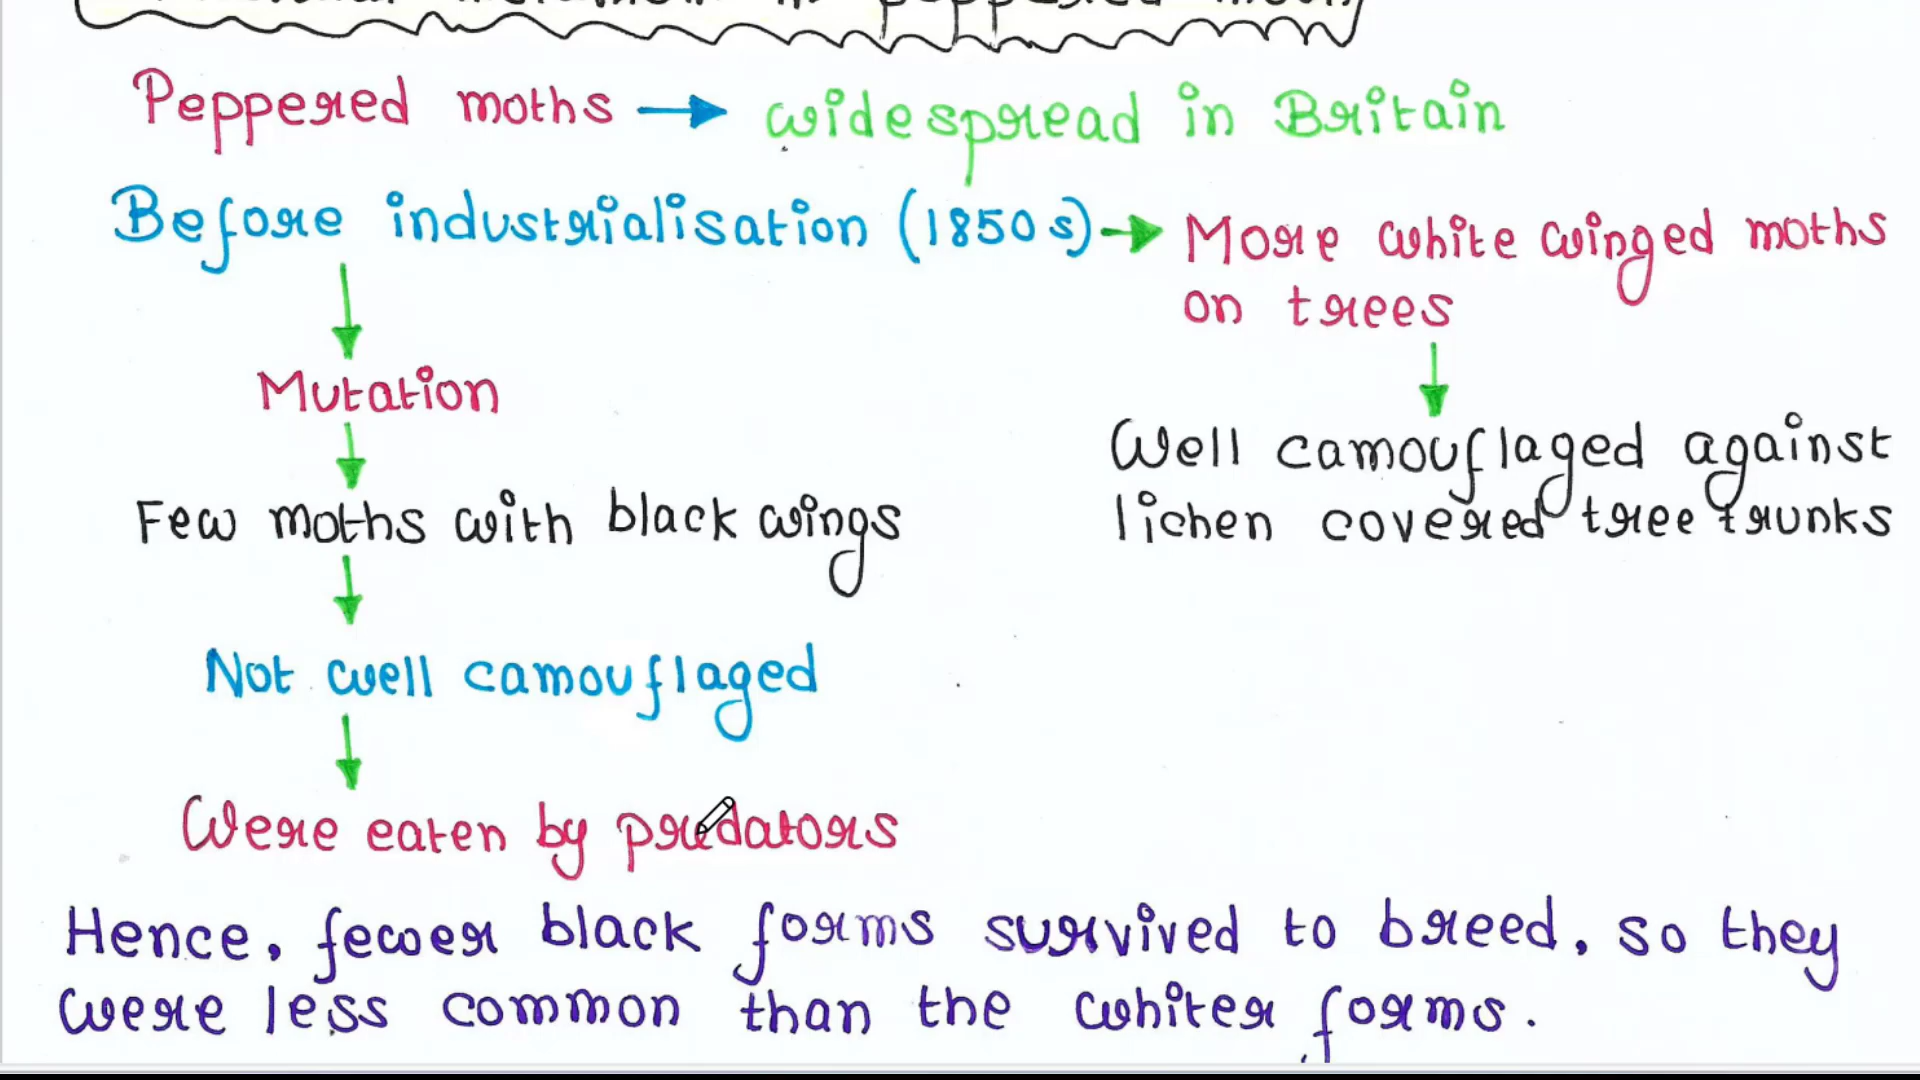 Peppered moths → widespread in Britain
Before industrialisation (1850s) → More white winged moths
on trees
Mutation
Well camouflaged against
lichen covered tree trunks
Few moths with black wings
Not well camouflaged
Were eaten by predators
Hence, fewer black forms survived to breed, so they
were less common than the whiter forms.